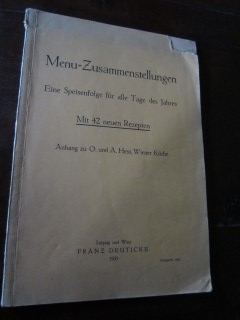 Menu-Zusammenstellungen
Eine Speisenfolge für alle Tage des Jahres
Mit 42 neuen Rezepten
Anhang zu O. und A. Hess, Wiener Küche
Leipzig und Wien
FRANZ DEUTICKE